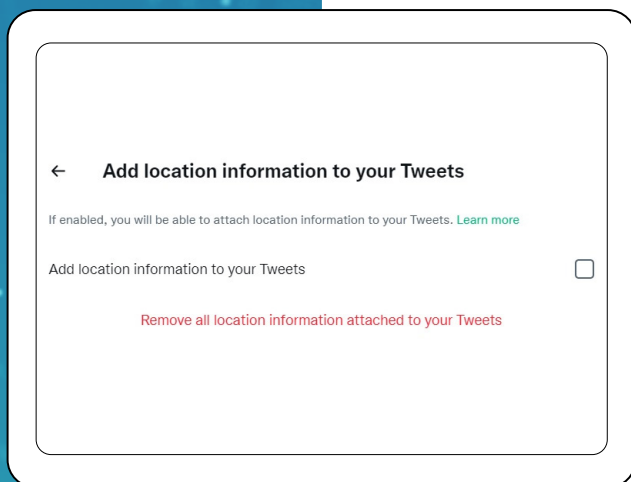 Add location information to your Tweets
If enabled, you will be able to attach location information to your Tweets. Learn more
Add location information to your Tweets
Remove all location information attached to your Tweets